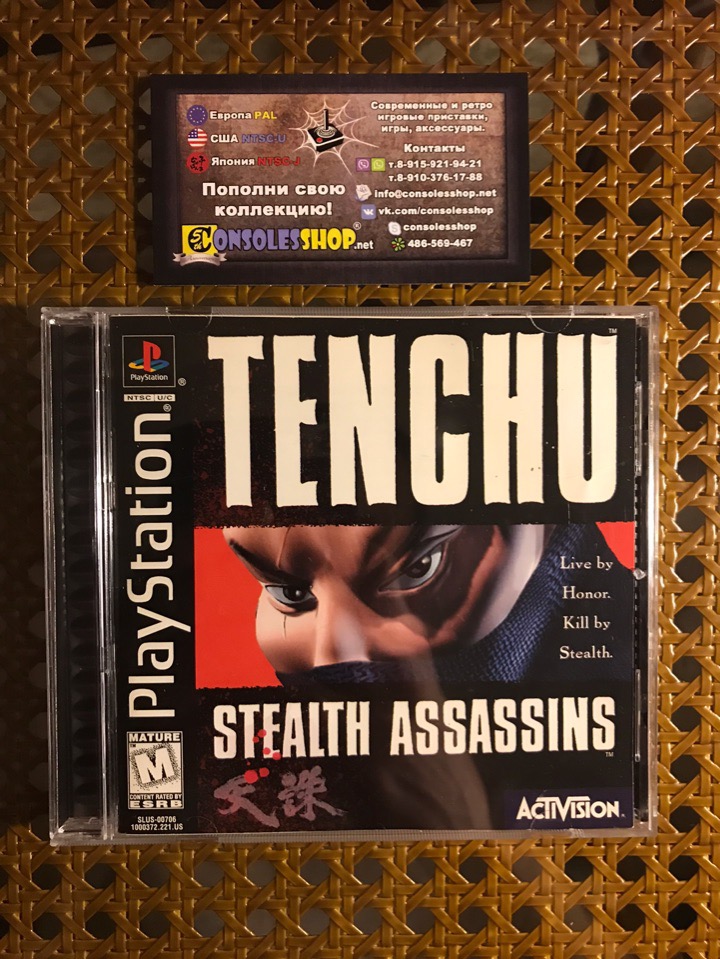 Европа PAL
США NTSC-U
Япония NTSC-J
Пополни свою
коллекцию!
CONSOLESSHOP.net®
Современные и ретро
игровые приставки,
игры, аксессуары.
Контакты
т.8-915-921-94-21
т.8-910-376-17-88
info@consolesshop.net
vk.com/consolesshop
consolesshop
486-569-467
PlayStation®
NTSC U/C
PlayStation®
TENCHU™
Live by
Honor.
Kill by
Stealth.
STEALTH ASSASSINS™
天誅
MATURE
M™
CONTENT RATED BY
ESRB
SLUS-00706
1000372.221.US
ACTIVISION.